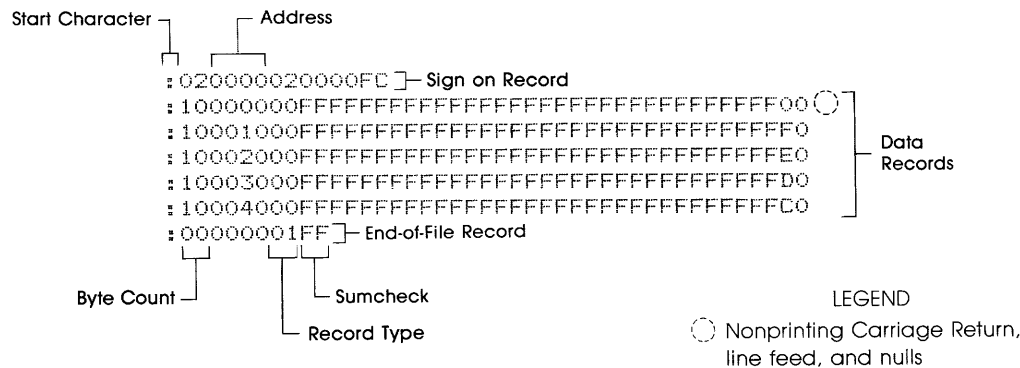 Start Character
Address
:020000020000FC
Sign on Record
:10000000FFFFFFFFFFFFFFFFFFFFFFFFFFFFFFFF00
:10001000FFFFFFFFFFFFFFFFFFFFFFFFFFFFFFFFF0
:10002000FFFFFFFFFFFFFFFFFFFFFFFFFFFFFFFFE0
:10003000FFFFFFFFFFFFFFFFFFFFFFFFFFFFFFFFD0
:10004000FFFFFFFFFFFFFFFFFFFFFFFFFFFFFFFFC0
Data
Records
:00000001FF
End-of-File Record
Byte Count
Sumcheck
Record Type
LEGEND
Nonprinting Carriage Return,
line feed, and nulls